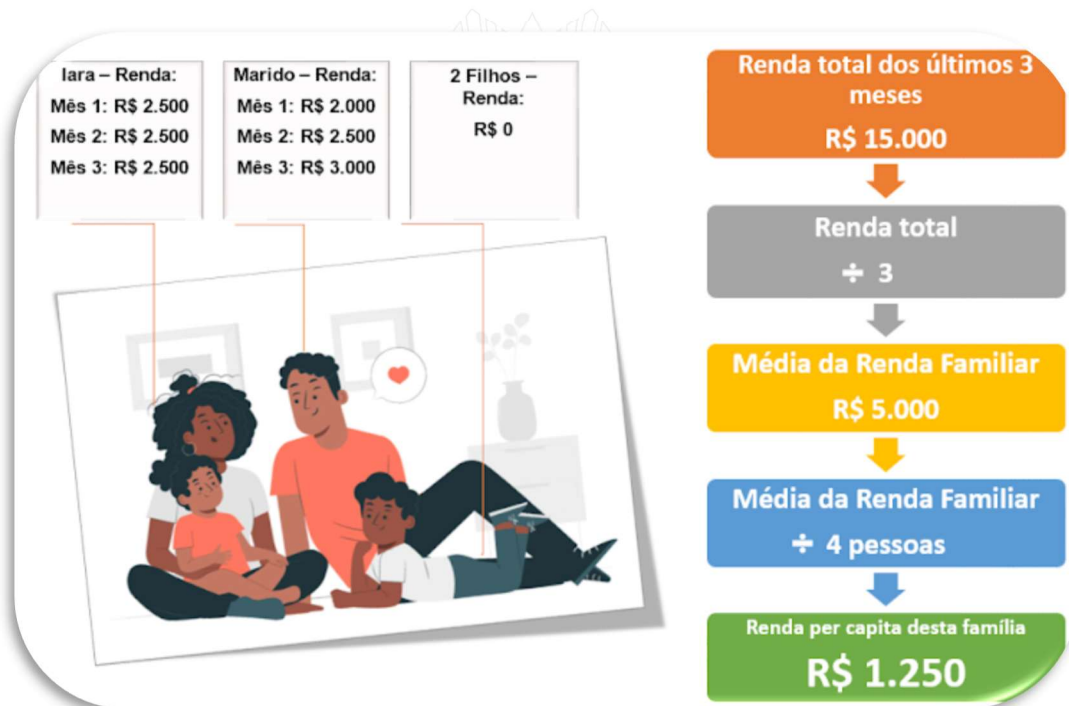 Iara – Renda:
Mês 1: R$ 2.500
Mês 2: R$ 2.500
Mês 3: R$ 2.500
Marido – Renda:
Mês 1: R$ 2.000
Mês 2: R$ 2.500
Mês 3: R$ 3.000
2 Filhos –
Renda:
R$ 0
Renda total dos últimos 3
meses
R$ 15.000
Renda total
÷ 3
Média da Renda Familiar
R$ 5.000
Média da Renda Familiar
÷ 4 pessoas
Renda per capita desta família
R$ 1.250